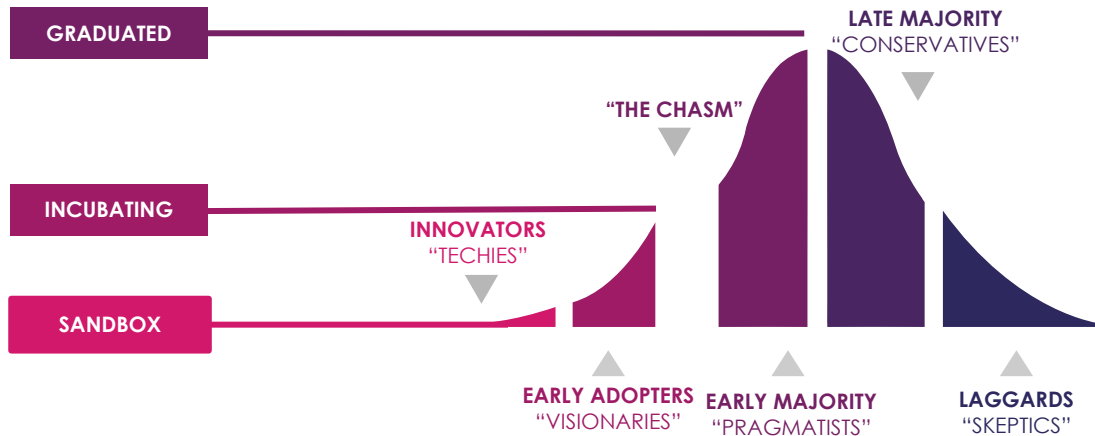 GRADUATED
LATE MAJORITY
“CONSERVATIVES”
“THE CHASM”
INCUBATING
INNOVATORS
“TECHIES”
SANDBOX
EARLY ADOPTERS
“VISIONARIES”
EARLY MAJORITY
“PRAGMATISTS”
LAGGARDS
“SKEPTICS”